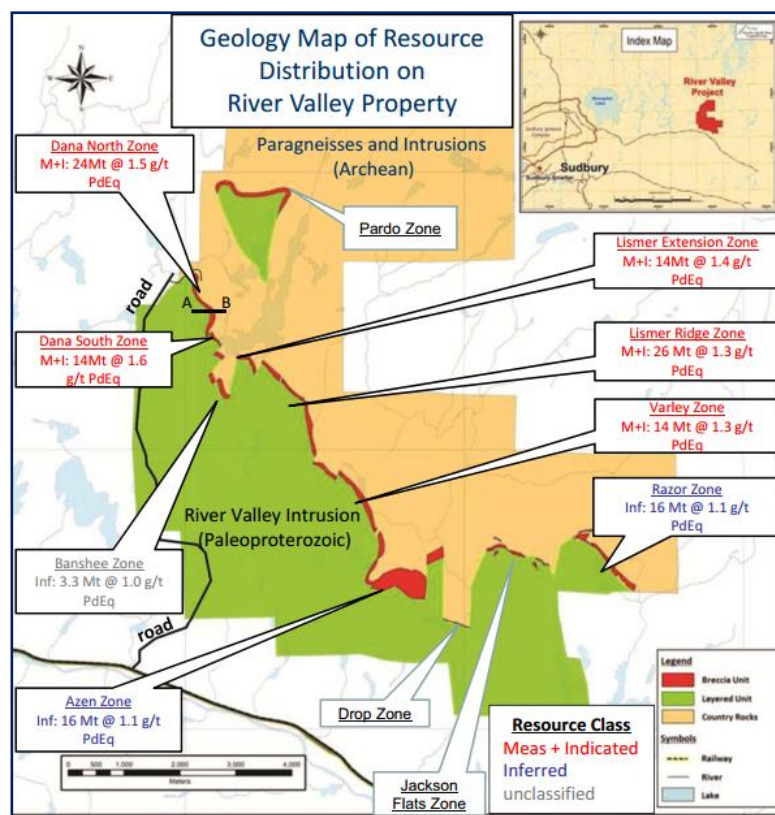 Geology Map of Resource
Distribution on
River Valley Property
Index Map
River Valley
Project
Sudbury
Dana North Zone
M+I: 24Mt @ 1.5 g/t
PdEq
Paragneisses and Intrusions
(Archean)
Pardo Zone
Lismer Extension Zone
M+I: 14Mt @ 1.4 g/t
PdEq
road
A B
Dana South Zone
M+I: 14Mt @ 1.6
g/t PdEq
Lismer Ridge Zone
M+I: 26 Mt @ 1.3 g/t
PdEq
Varley Zone
M+I: 14 Mt @ 1.3 g/t
PdEq
Razor Zone
Inf: 16 Mt @ 1.1 g/t
PdEq
River Valley Intrusion
(Paleoproterozoic)
Banshee Zone
Inf: 3.3 Mt @ 1.0 g/t
PdEq
road
Azen Zone
Inf: 16 Mt @ 1.1 g/t
PdEq
Drop Zone
Jackson
Flats Zone
Resource Class
Meas + Indicated
Inferred
unclassified
Legend
Breccia Unit
Layered Unit
Country Rocks
Symbols
Railway
River
Lake
0 500 1,000 2,000 3,000 4,000
Meters
N
W E
S